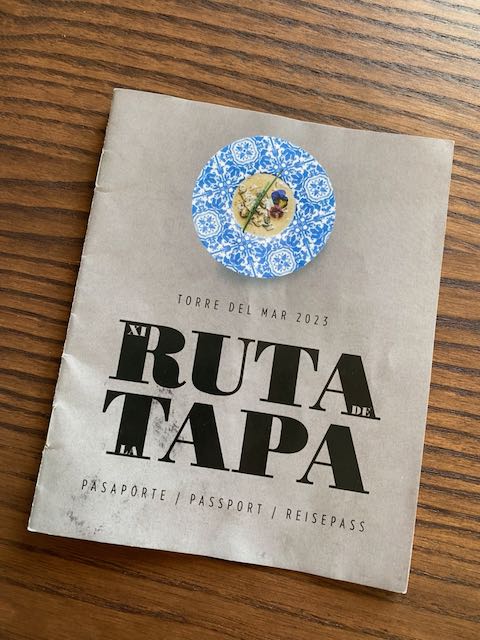 TORRE DEL MAR 2023
XI RUTA DE
LA TAPA
PASAPORTE / PASSPORT / REISEPASS